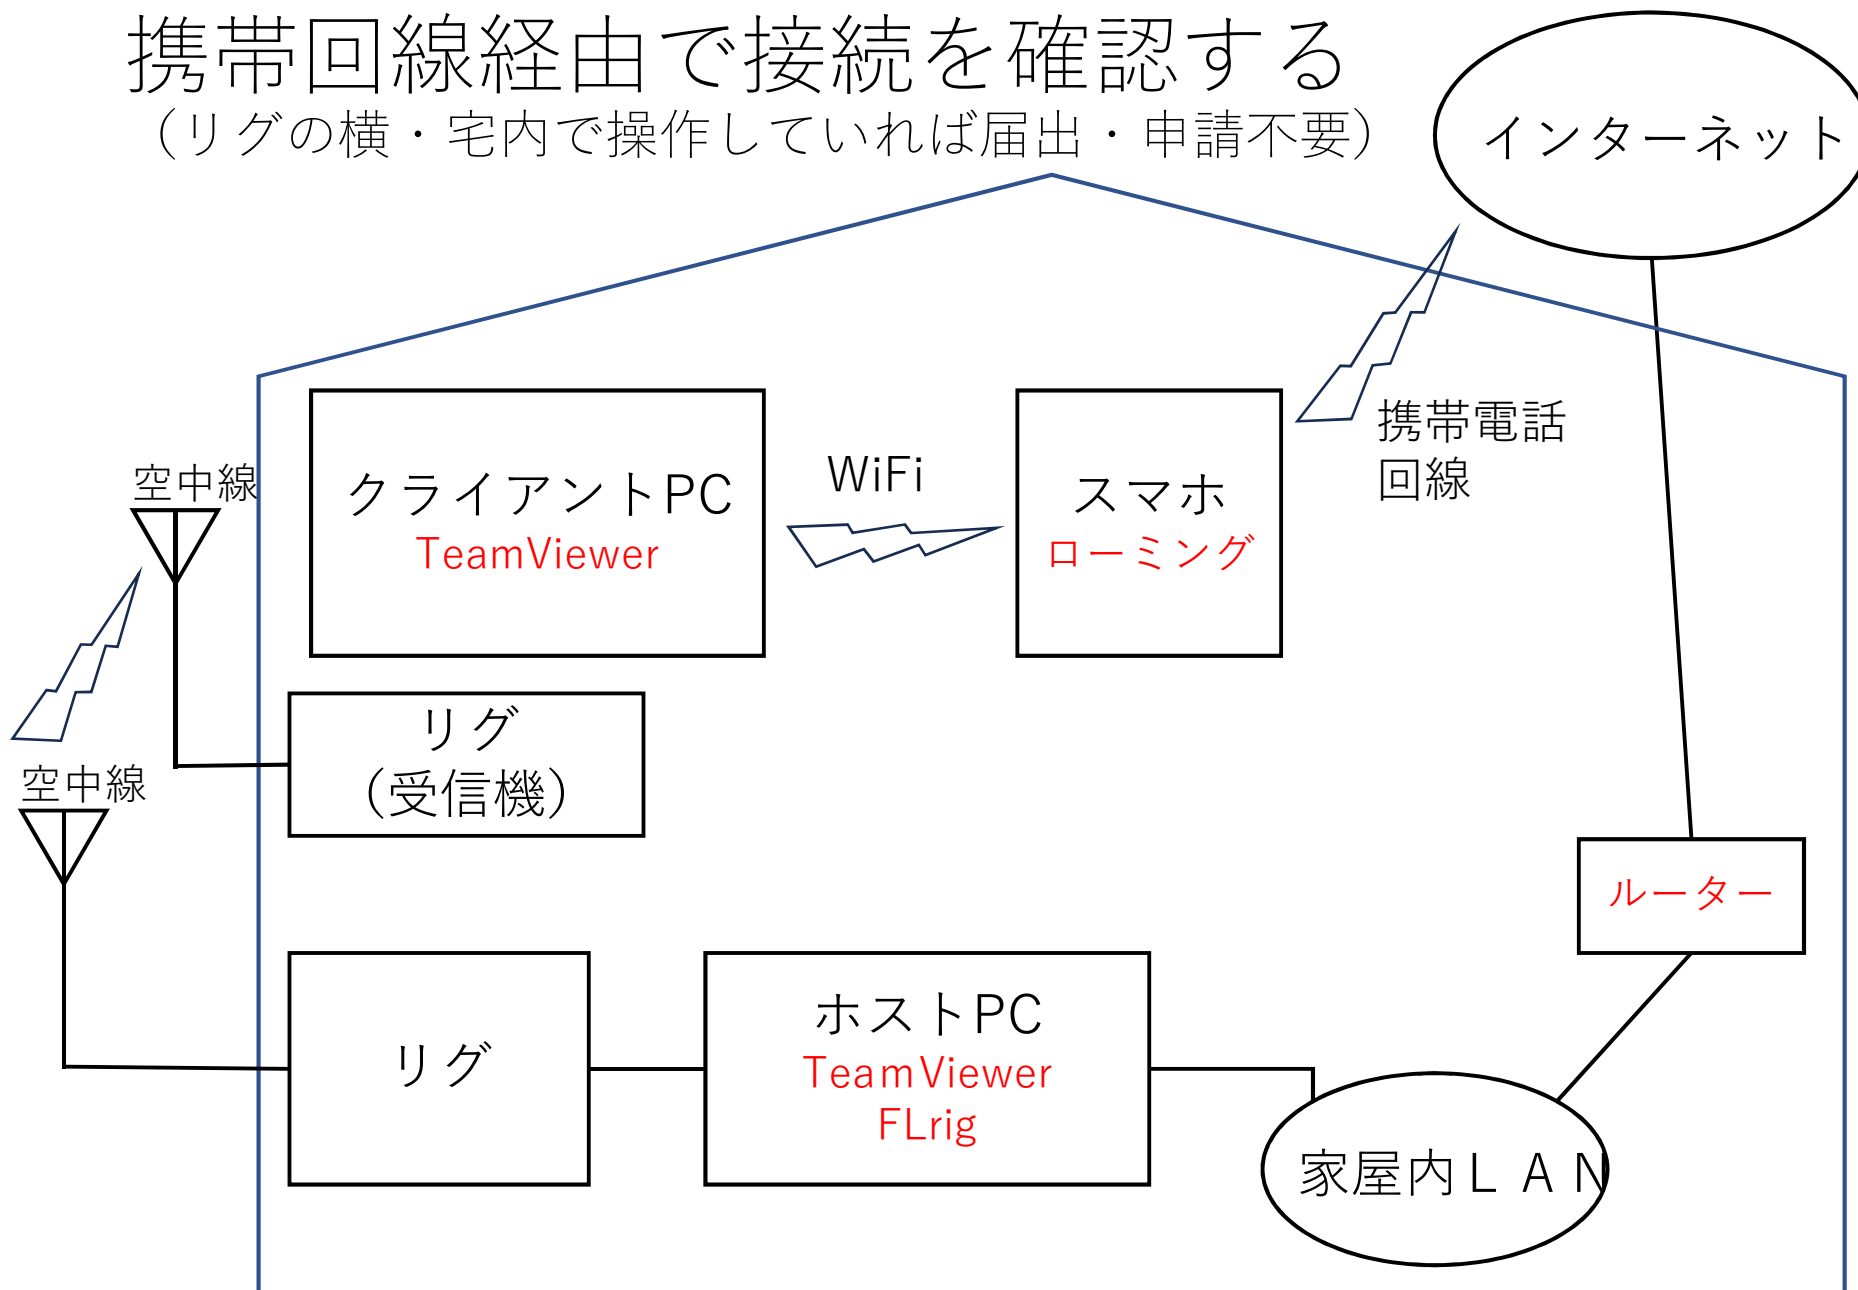 携帯回線経由で接続を確認する
（リグの横・宅内で操作していれば届出・申請不要）
インターネット
携帯電話
回線
空中線
クライアントPC
TeamViewer
WiFi
スマホ
ローミング
リグ
（受信機）
空中線
ルーター
リグ
ホストPC
TeamViewer
FLrig
家屋内ＬＡＮ